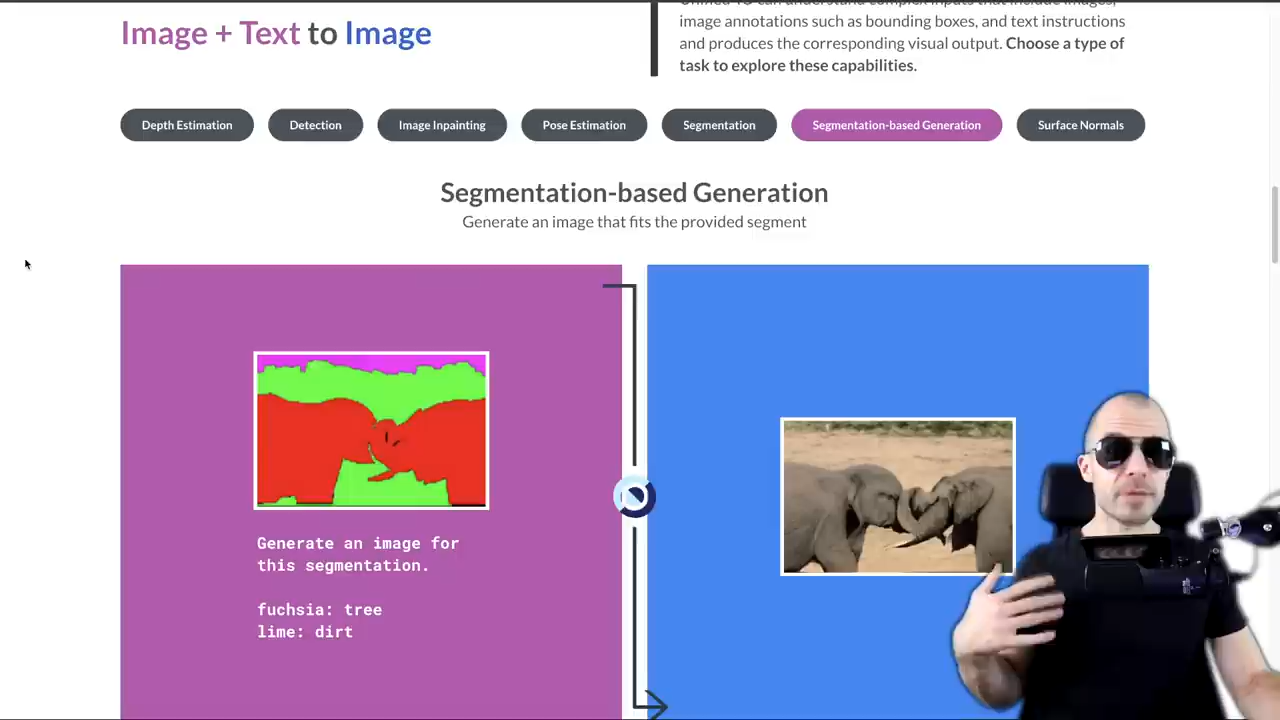 Image + Text to Image
image annotations such as bounding boxes, and text instructions
and produces the corresponding visual output. Choose a type of
task to explore these capabilities.
Depth Estimation
Detection
Image Inpainting
Pose Estimation
Segmentation
Segmentation-based Generation
Surface Normals
Segmentation-based Generation
Generate an image that fits the provided segment
Generate an image for
this segmentation.
fuchsia: tree
lime: dirt